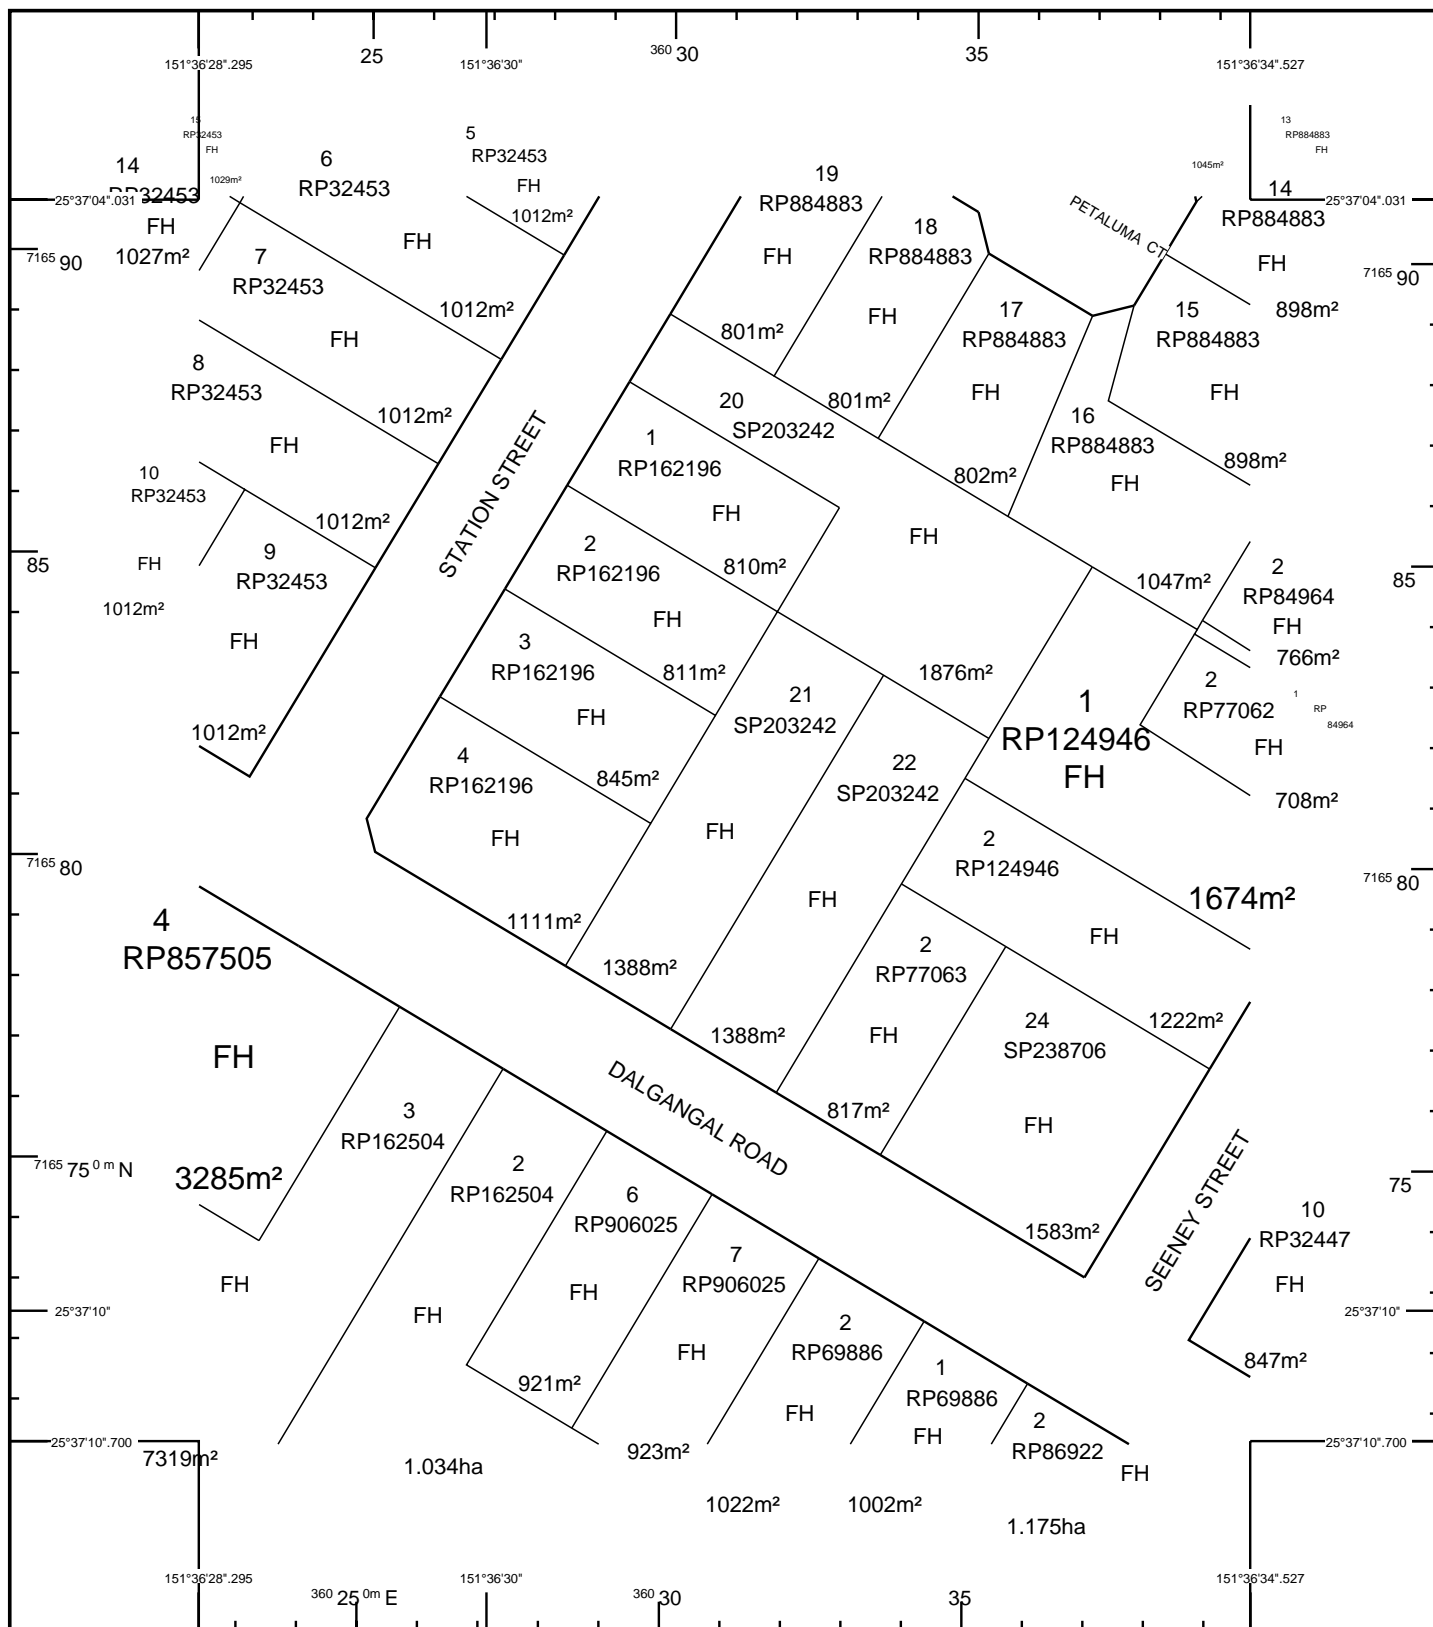 25
151°36'28".295
151°36'30"
360 30
35
151°36'34".527
15
RP32453
FH
1029m²
14
RP32453
FH
1027m²
25°37'04".031
6
RP32453
FH
1012m²
5
RP32453
FH
1012m²
19
RP884883
FH
801m²
18
RP884883
FH
801m²
PETALUMA CT
1045m²
13
RP884883
FH
14
RP884883
25°37'04".031
FH
898m²
7165 90
7
RP32453
FH
1012m²
17
RP884883
FH
802m²
15
RP884883
FH
898m²
7165 90
8
RP32453
FH
1012m²
STATION STREET
20
SP203242
FH
1876m²
16
RP884883
FH
1047m²
1
RP162196
FH
810m²
10
RP32453
FH
1012m²
9
RP32453
FH
1012m²
85
2
RP162196
FH
811m²
2
RP84964
FH
766m²
85
3
RP162196
FH
845m²
21
SP203242
FH
1388m²
1
RP124946
FH
1674m²
2
RP77062
FH
708m²
1
RP
84964
4
RP162196
FH
1111m²
22
SP203242
FH
1388m²
7165 80
2
RP124946
FH
1222m²
7165 80
4
RP857505
FH
3285m²
2
RP77063
FH
817m²
24
SP238706
FH
1583m²
DALGANGAL ROAD
SEENEY STREET
3
RP162504
FH
7319m²
2
RP162504
FH
1.034ha
7165 75 0 m N
75
6
RP906025
FH
921m²
7
RP906025
FH
923m²
10
RP32447
FH
847m²
25°37'10"
25°37'10"
2
RP69886
FH
1022m²
1
RP69886
FH
1002m²
2
RP86922
FH
1.175ha
25°37'10".700
25°37'10".700
151°36'28".295
360 25 0m E
151°36'30"
360 30
35
151°36'34".527